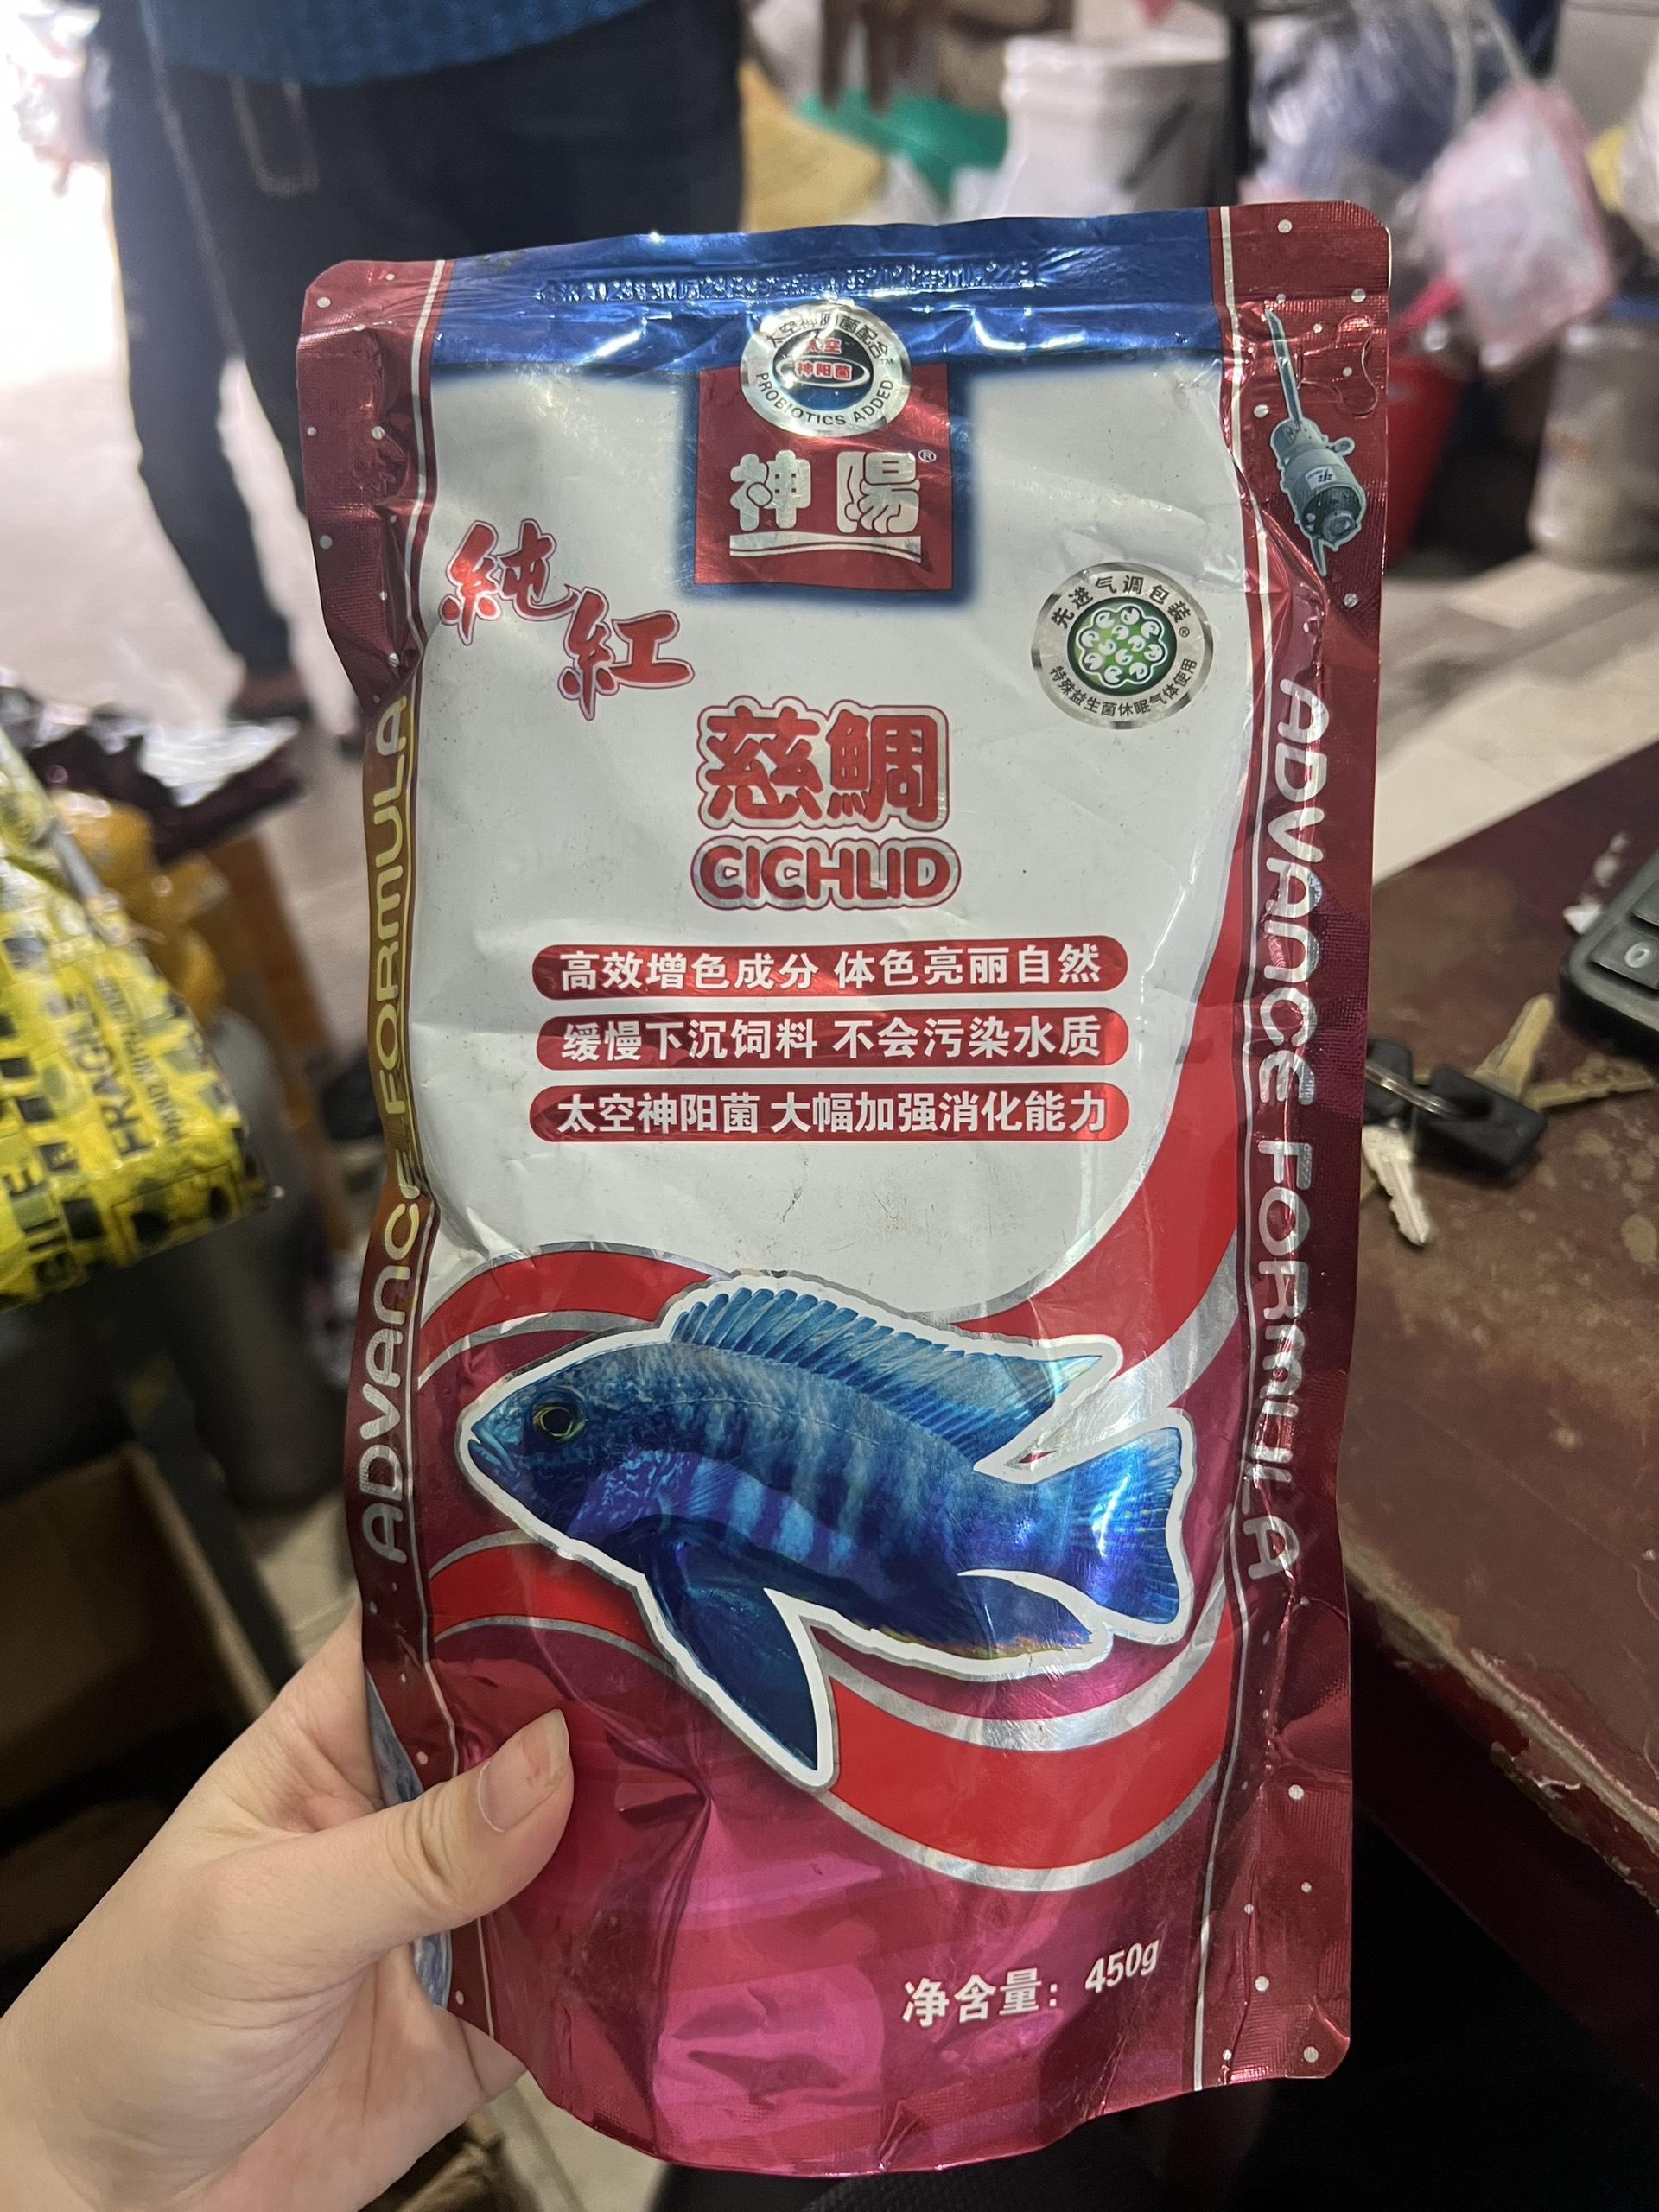 太空神阳菌配合
太空
神阳菌
PROBIOTICS ADDED
神陽®
純紅
先进气调包装®
特殊益生菌休眠气体使用
慈鯛
CICHLID
高效增色成分 体色亮丽自然
缓慢下沉饲料 不会污染水质
太空神阳菌 大幅加强消化能力
ADVANCE FORMULA
ADVANCE FORMULA
净含量：450g
FRAGILE